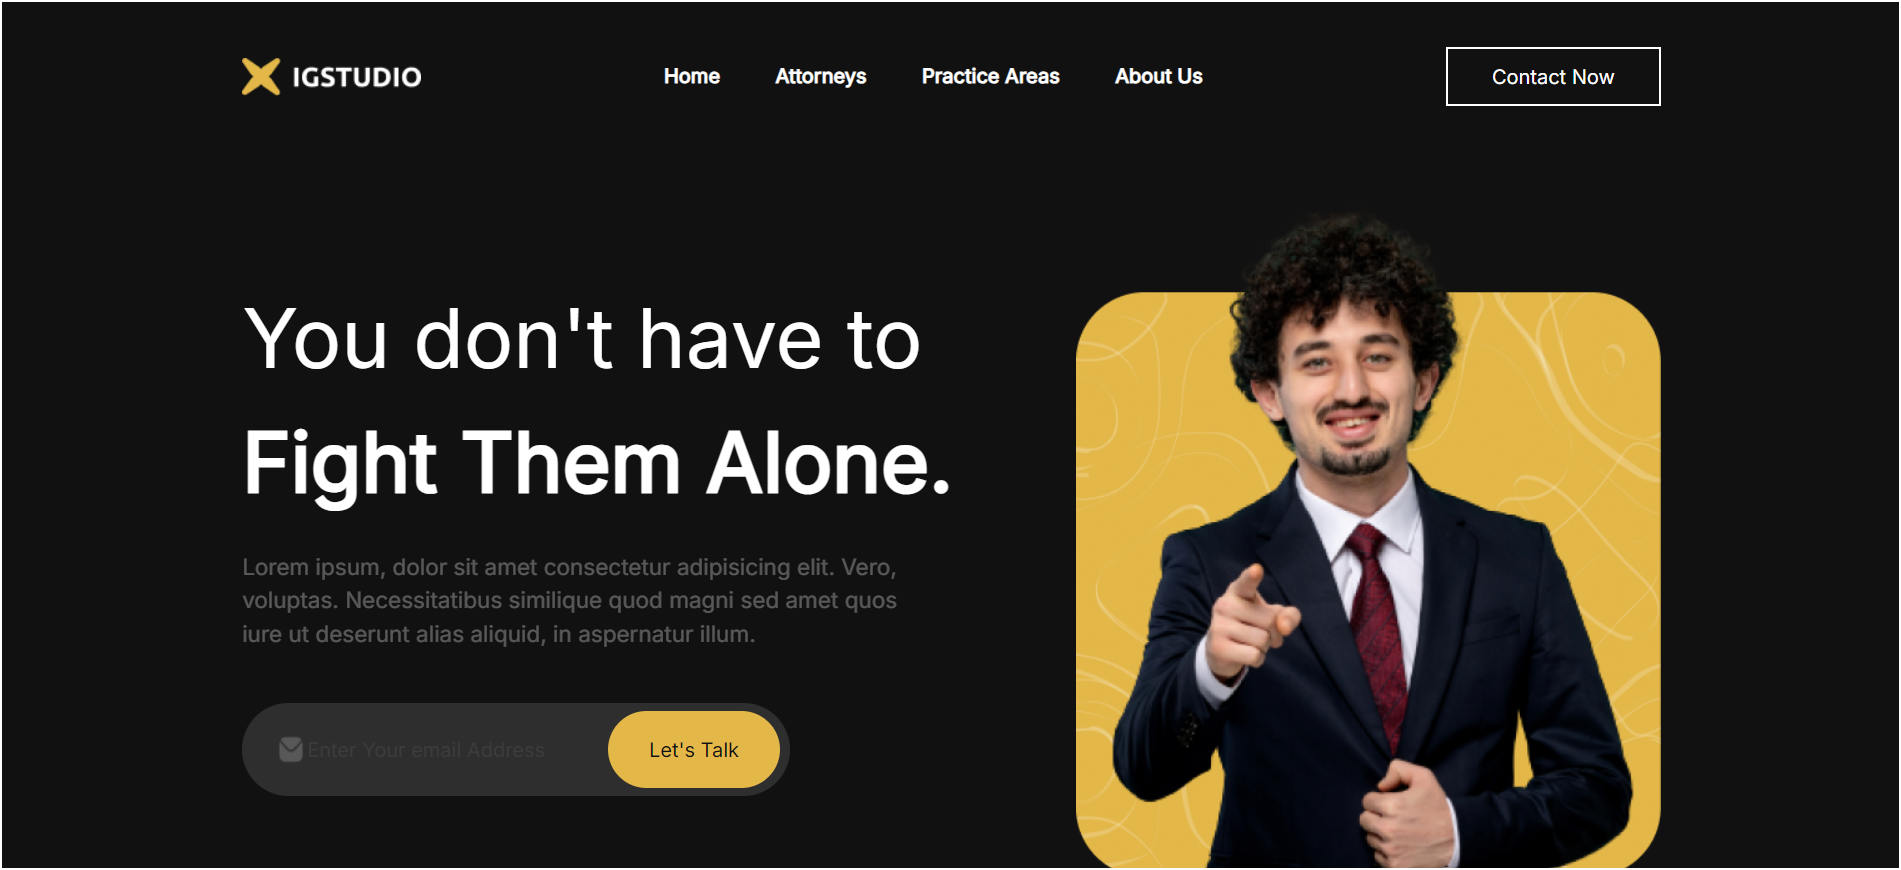 IGSTUDIO
Home Attorneys Practice Areas About Us
Contact Now
You don't have to
Fight Them Alone.
Lorem ipsum, dolor sit amet consectetur adipisicing elit. Vero,
voluptas. Necessitatibus similique quod magni sed amet quos
iure ut deserunt alias aliquid, in aspernatur illum.
Enter Your email Address
Let's Talk